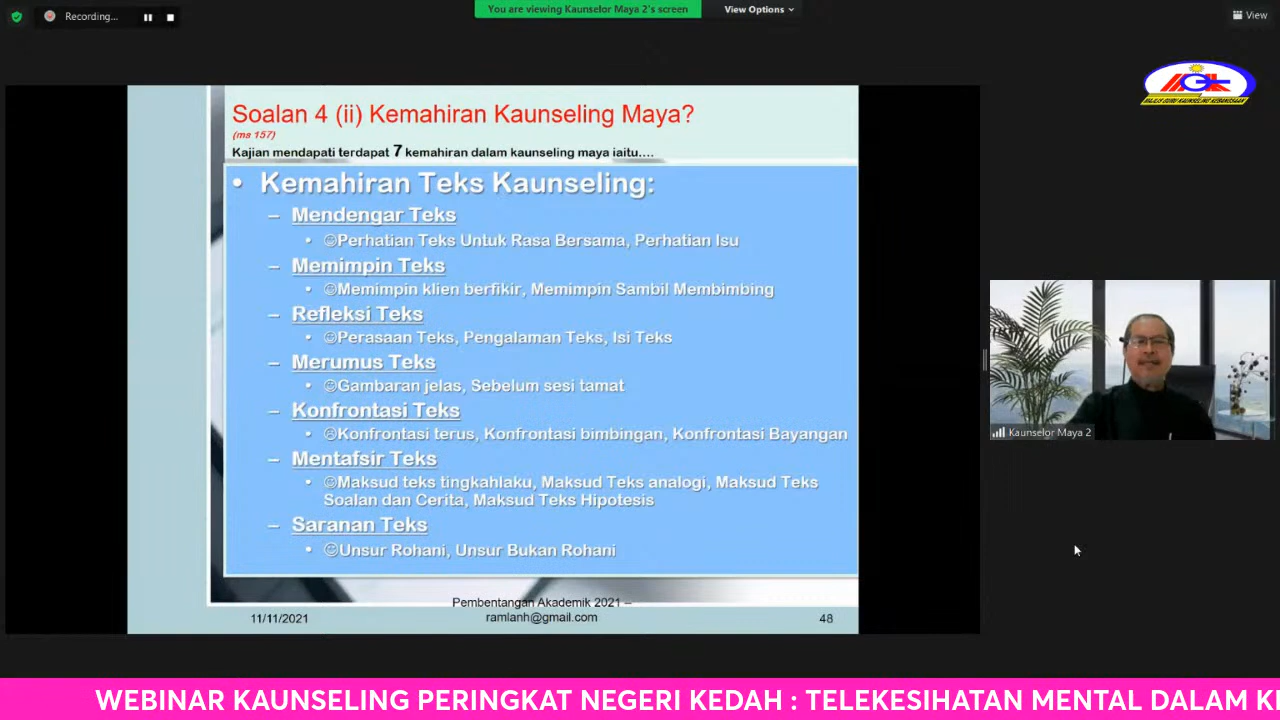 Recording...
You are viewing Kaunselor Maya 2's screen
View Options
View
MAJLIS GURU KAUNSELING KEBANGSAAN
Soalan 4 (ii) Kemahiran Kaunseling Maya?
(ms 157)
Kajian mendapati terdapat 7 kemahiran dalam kaunseling maya iaitu....
• Kemahiran Teks Kaunseling:
– Mendengar Teks
• ☺Perhatian Teks Untuk Rasa Bersama, Perhatian Isu
– Memimpin Teks
• ☺Memimpin klien berfikir, Memimpin Sambil Membimbing
– Refleksi Teks
• ☺Perasaan Teks, Pengalaman Teks, Isi Teks
– Merumus Teks
• ☺Gambaran jelas, Sebelum sesi tamat
– Konfrontasi Teks
• ☹Konfrontasi terus, Konfrontasi bimbingan, Konfrontasi Bayangan
– Mentafsir Teks
• ☺Maksud teks tingkahlaku, Maksud Teks analogi, Maksud Teks
Soalan dan Cerita, Maksud Teks Hipotesis
– Saranan Teks
• ☺Unsur Rohani, Unsur Bukan Rohani
Pembentangan Akademik 2021 –
11/11/2021
ramlanh@gmail.com
48
Kaunselor Maya 2
WEBINAR KAUNSELING PERINGKAT NEGERI KEDAH : TELEKESIHATAN MENTAL DALAM